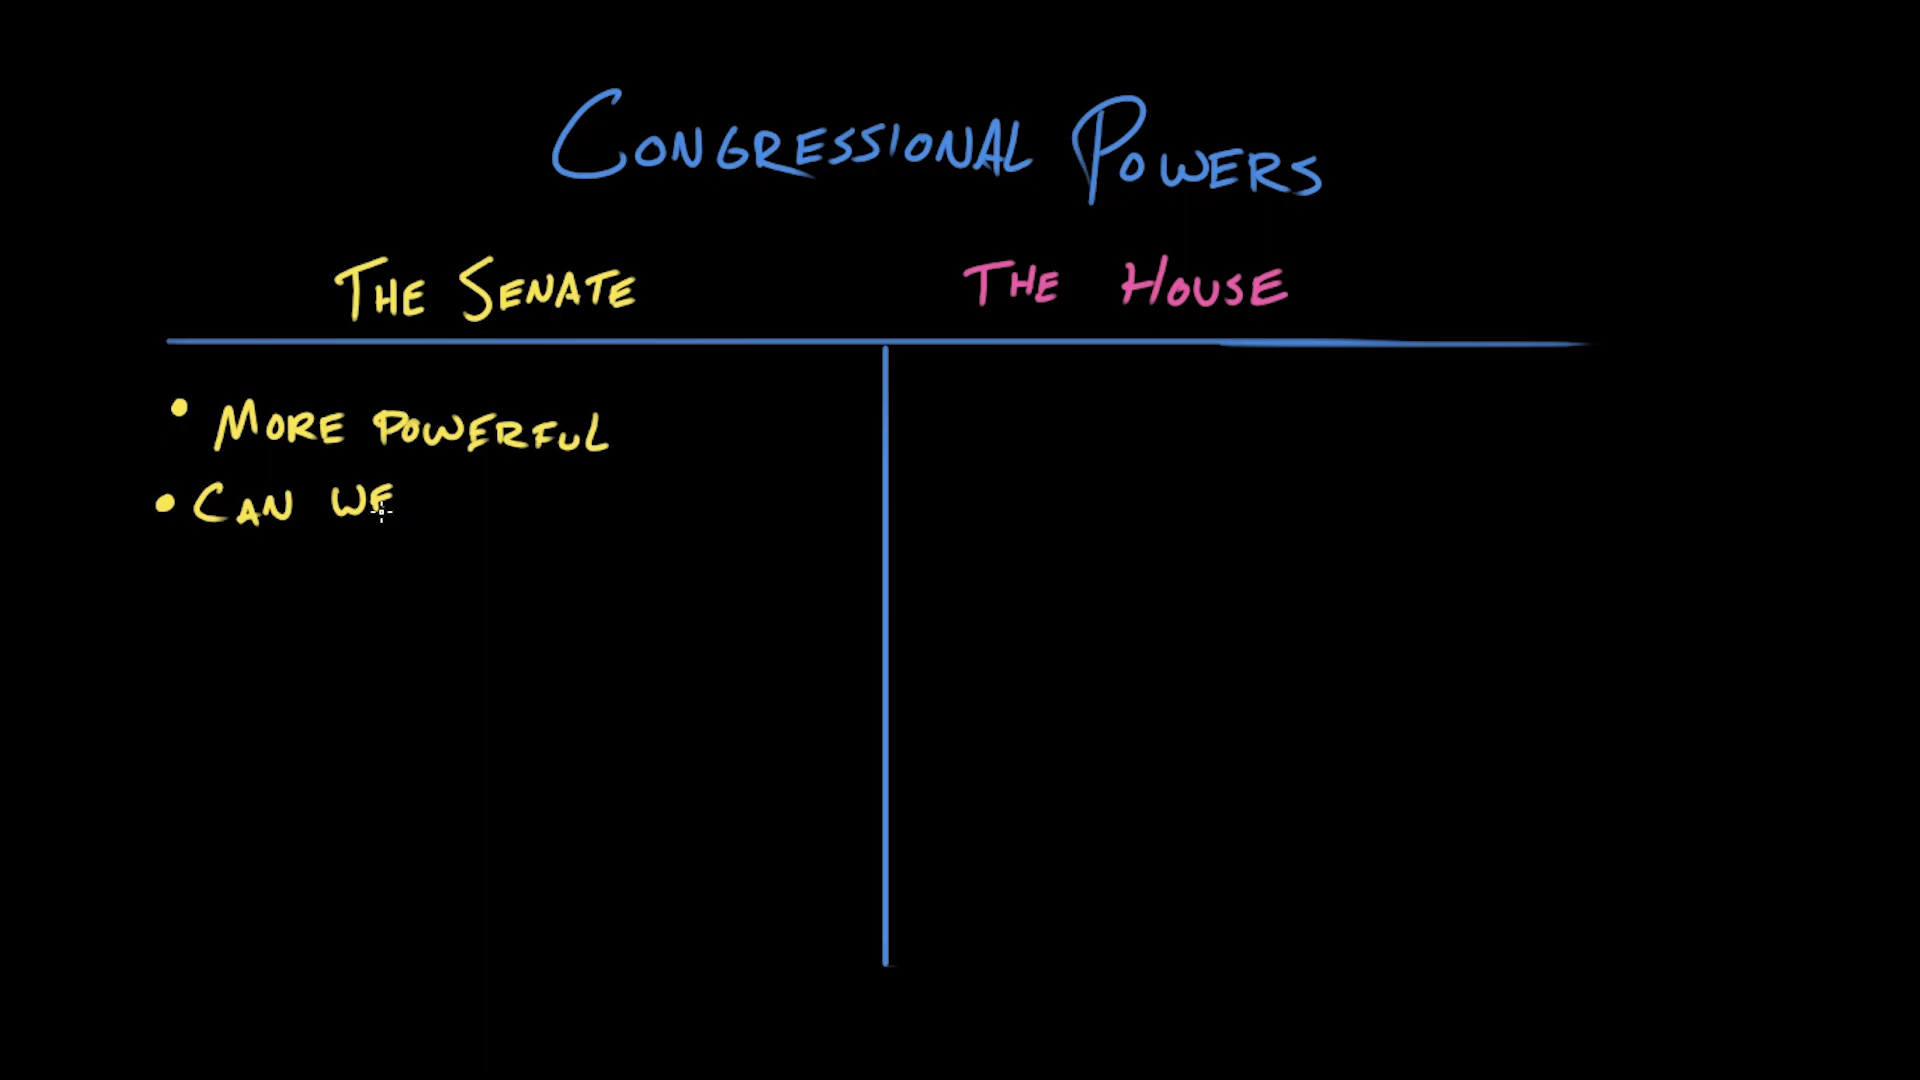 CONGRESSIONAL POWERS
THE SENATE
THE HOUSE
• MORE POWERFUL
• CAN WE